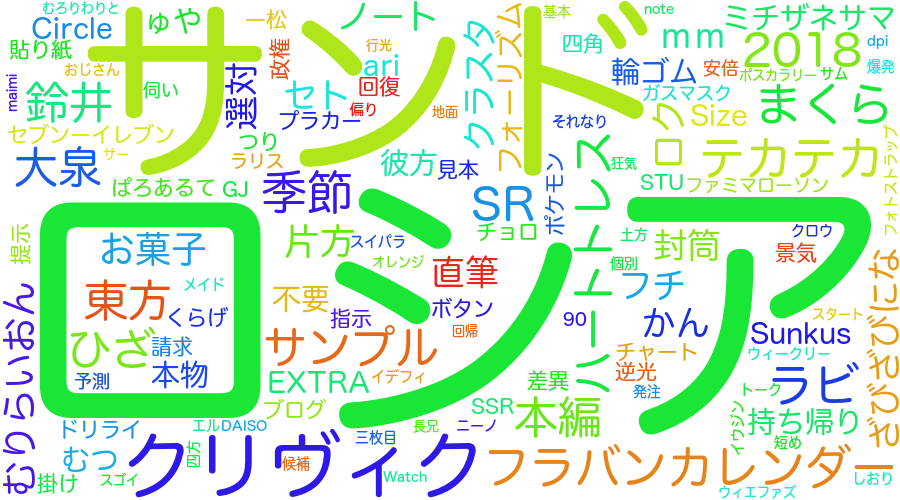 むろりわりと
Circle
ゅや
一松
ノート
基本
note
ミチザネサマ
貼り紙
サンド
行光
ari
クラスタ
フォーリズム
四角
mm
2018
dpi
おじさん
政権
回復
輪ゴム
安倍
ポスカラリー
サム
爆発
maimi
鈴井
伺い
選対
セト
偏り
地面
ガスマスク
Size
まくら
セブンーイレブン
プラカー
それなり
ク
大泉
サー
つり
ラリス
彼方
見本
狂気
ロ
テカテカ
フォトストラップ
ぱろあるて
GJ
季節
SR
ポケモン
ハートトレス
STU
ファミマローソン
提示
ロシア
お菓子
片方
スイパラ
チョロ
土方
封筒
クロウ
景気
オレンジ
直筆
個別
東方
メイド
不要
フチ
ざびざびにな
むりらいおん
くらげ
指示
ボタン
90
かん
スタート
Sunkus
ひざ
請求
サンプル
回帰
チャート
ウィークリー
予測
本物
EXTRA
イデフィ
差異
逆光
発注
ラビ
トーク
ブログ
SSR
本編
イウジン
持ち帰り
ドリライ
エル
DAISO
長兄
ニーノ
三枚目
短め
むつ
四方
クリヴィク
候補
フラバンカレンダー
掛け
スゴイ
Watch
ウィエファズ
しおり